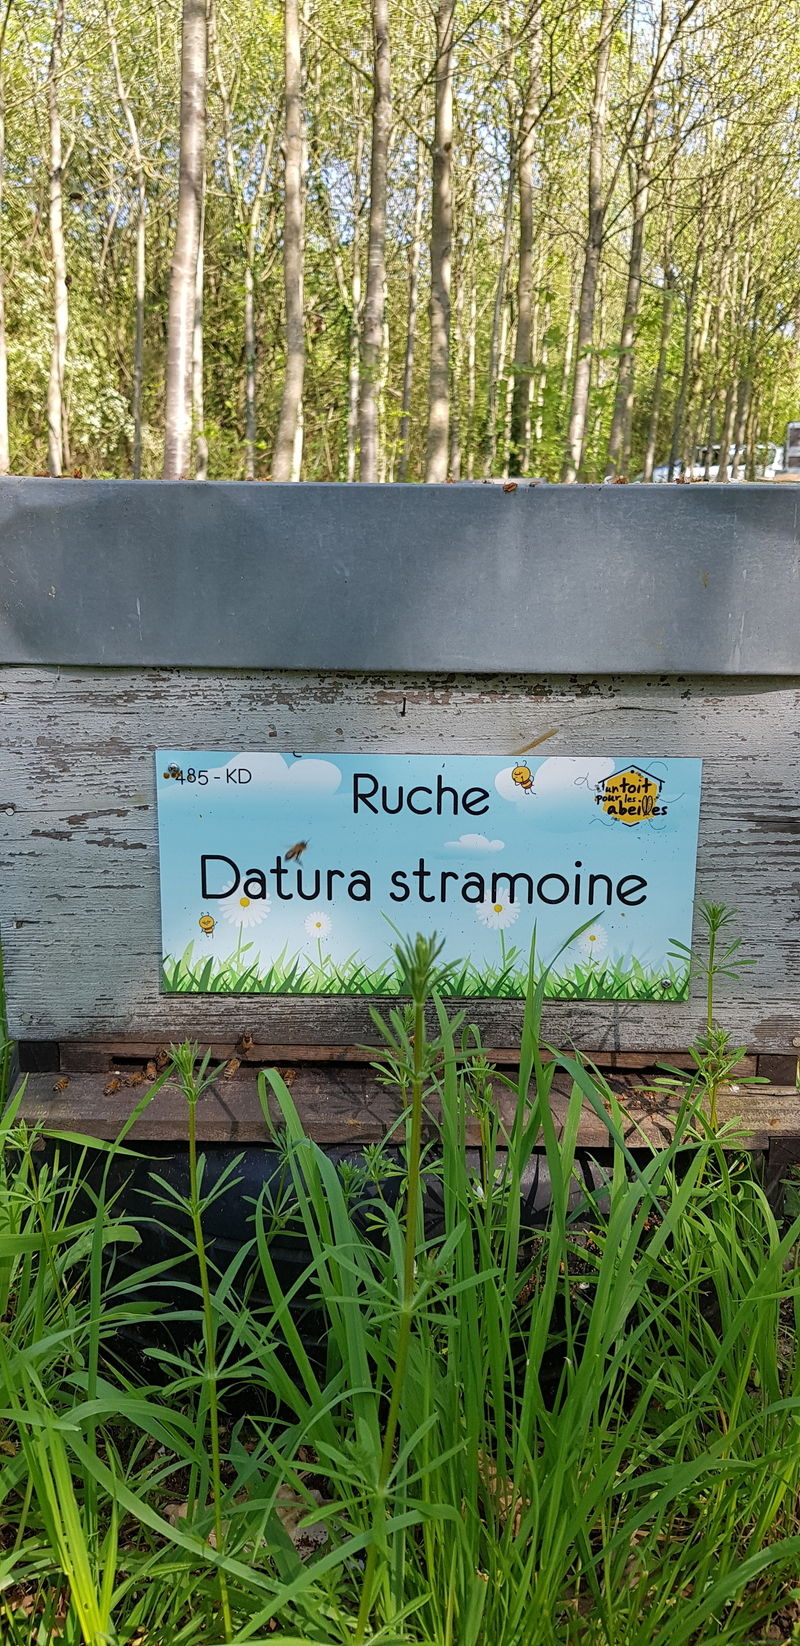 485 - KD
Ruche
un toit
pour les
abeilles
Datura stramoine